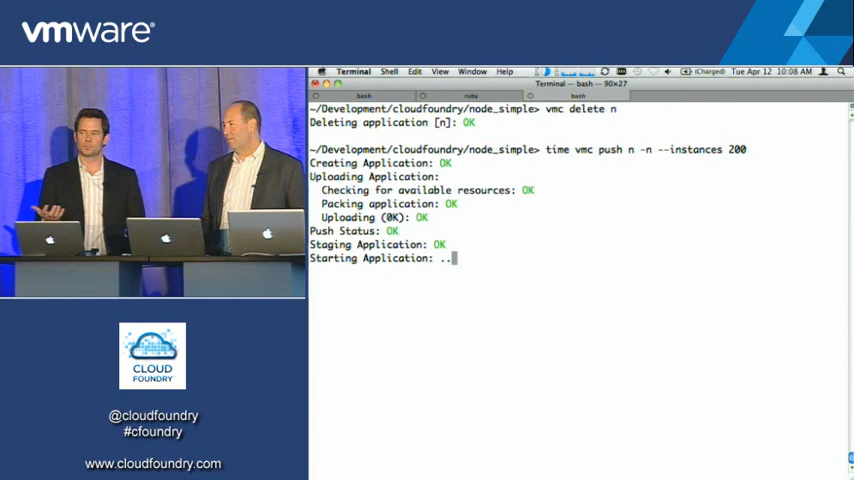 vmware®
Terminal Shell Edit View Window Help (Charged) Tue Apr 12 10:08 AM
Terminal — bash — 90×27
bash ruby bash
~/Development/cloudfoundry/node_simple> vmc delete n
Deleting application [n]: OK
~/Development/cloudfoundry/node_simple> time vmc push n -n --instances 200
Creating Application: OK
Uploading Application:
Checking for available resources: OK
Packing application: OK
Uploading (0K): OK
Push Status: OK
Staging Application: OK
Starting Application: ..
CLOUD
FOUNDRY
@cloudfoundry
#cfoundry
www.cloudfoundry.com